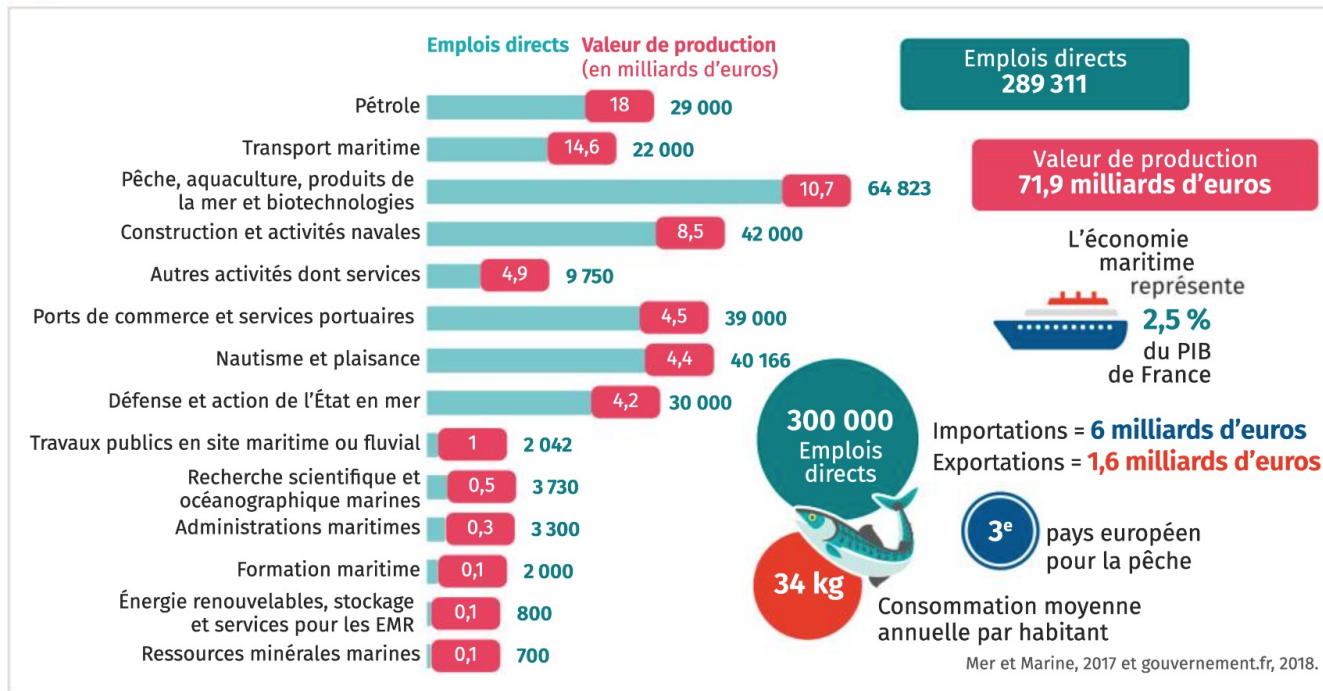 Emplois directs Valeur de production
(en milliards d'euros)
Pétrole 18 29 000
Transport maritime 14,6 22 000
Pêche, aquaculture, produits de
la mer et biotechnologies 10,7 64 823
Construction et activités navales 8,5 42 000
Autres activités dont services 4,9 9 750
Ports de commerce et services portuaires 4,5 39 000
Nautisme et plaisance 4,4 40 166
Défense et action de l'État en mer 4,2 30 000
Travaux publics en site maritime ou fluvial 1 2 042
Recherche scientifique et
océanographique marines 0,5 3 730
Administrations maritimes 0,3 3 300
Formation maritime 0,1 2 000
Énergie renouvelables, stockage
et services pour les EMR 0,1 800
Ressources minérales marines 0,1 700
Emplois directs
289 311
Valeur de production
71,9 milliards d'euros
L'économie
maritime
représente
2,5 %
du PIB
de France
300 000
Emplois
directs
Importations = 6 milliards d'euros
Exportations = 1,6 milliards d'euros
3e pays européen
pour la pêche
34 kg
Consommation moyenne
annuelle par habitant
Mer et Marine, 2017 et gouvernement.fr, 2018.